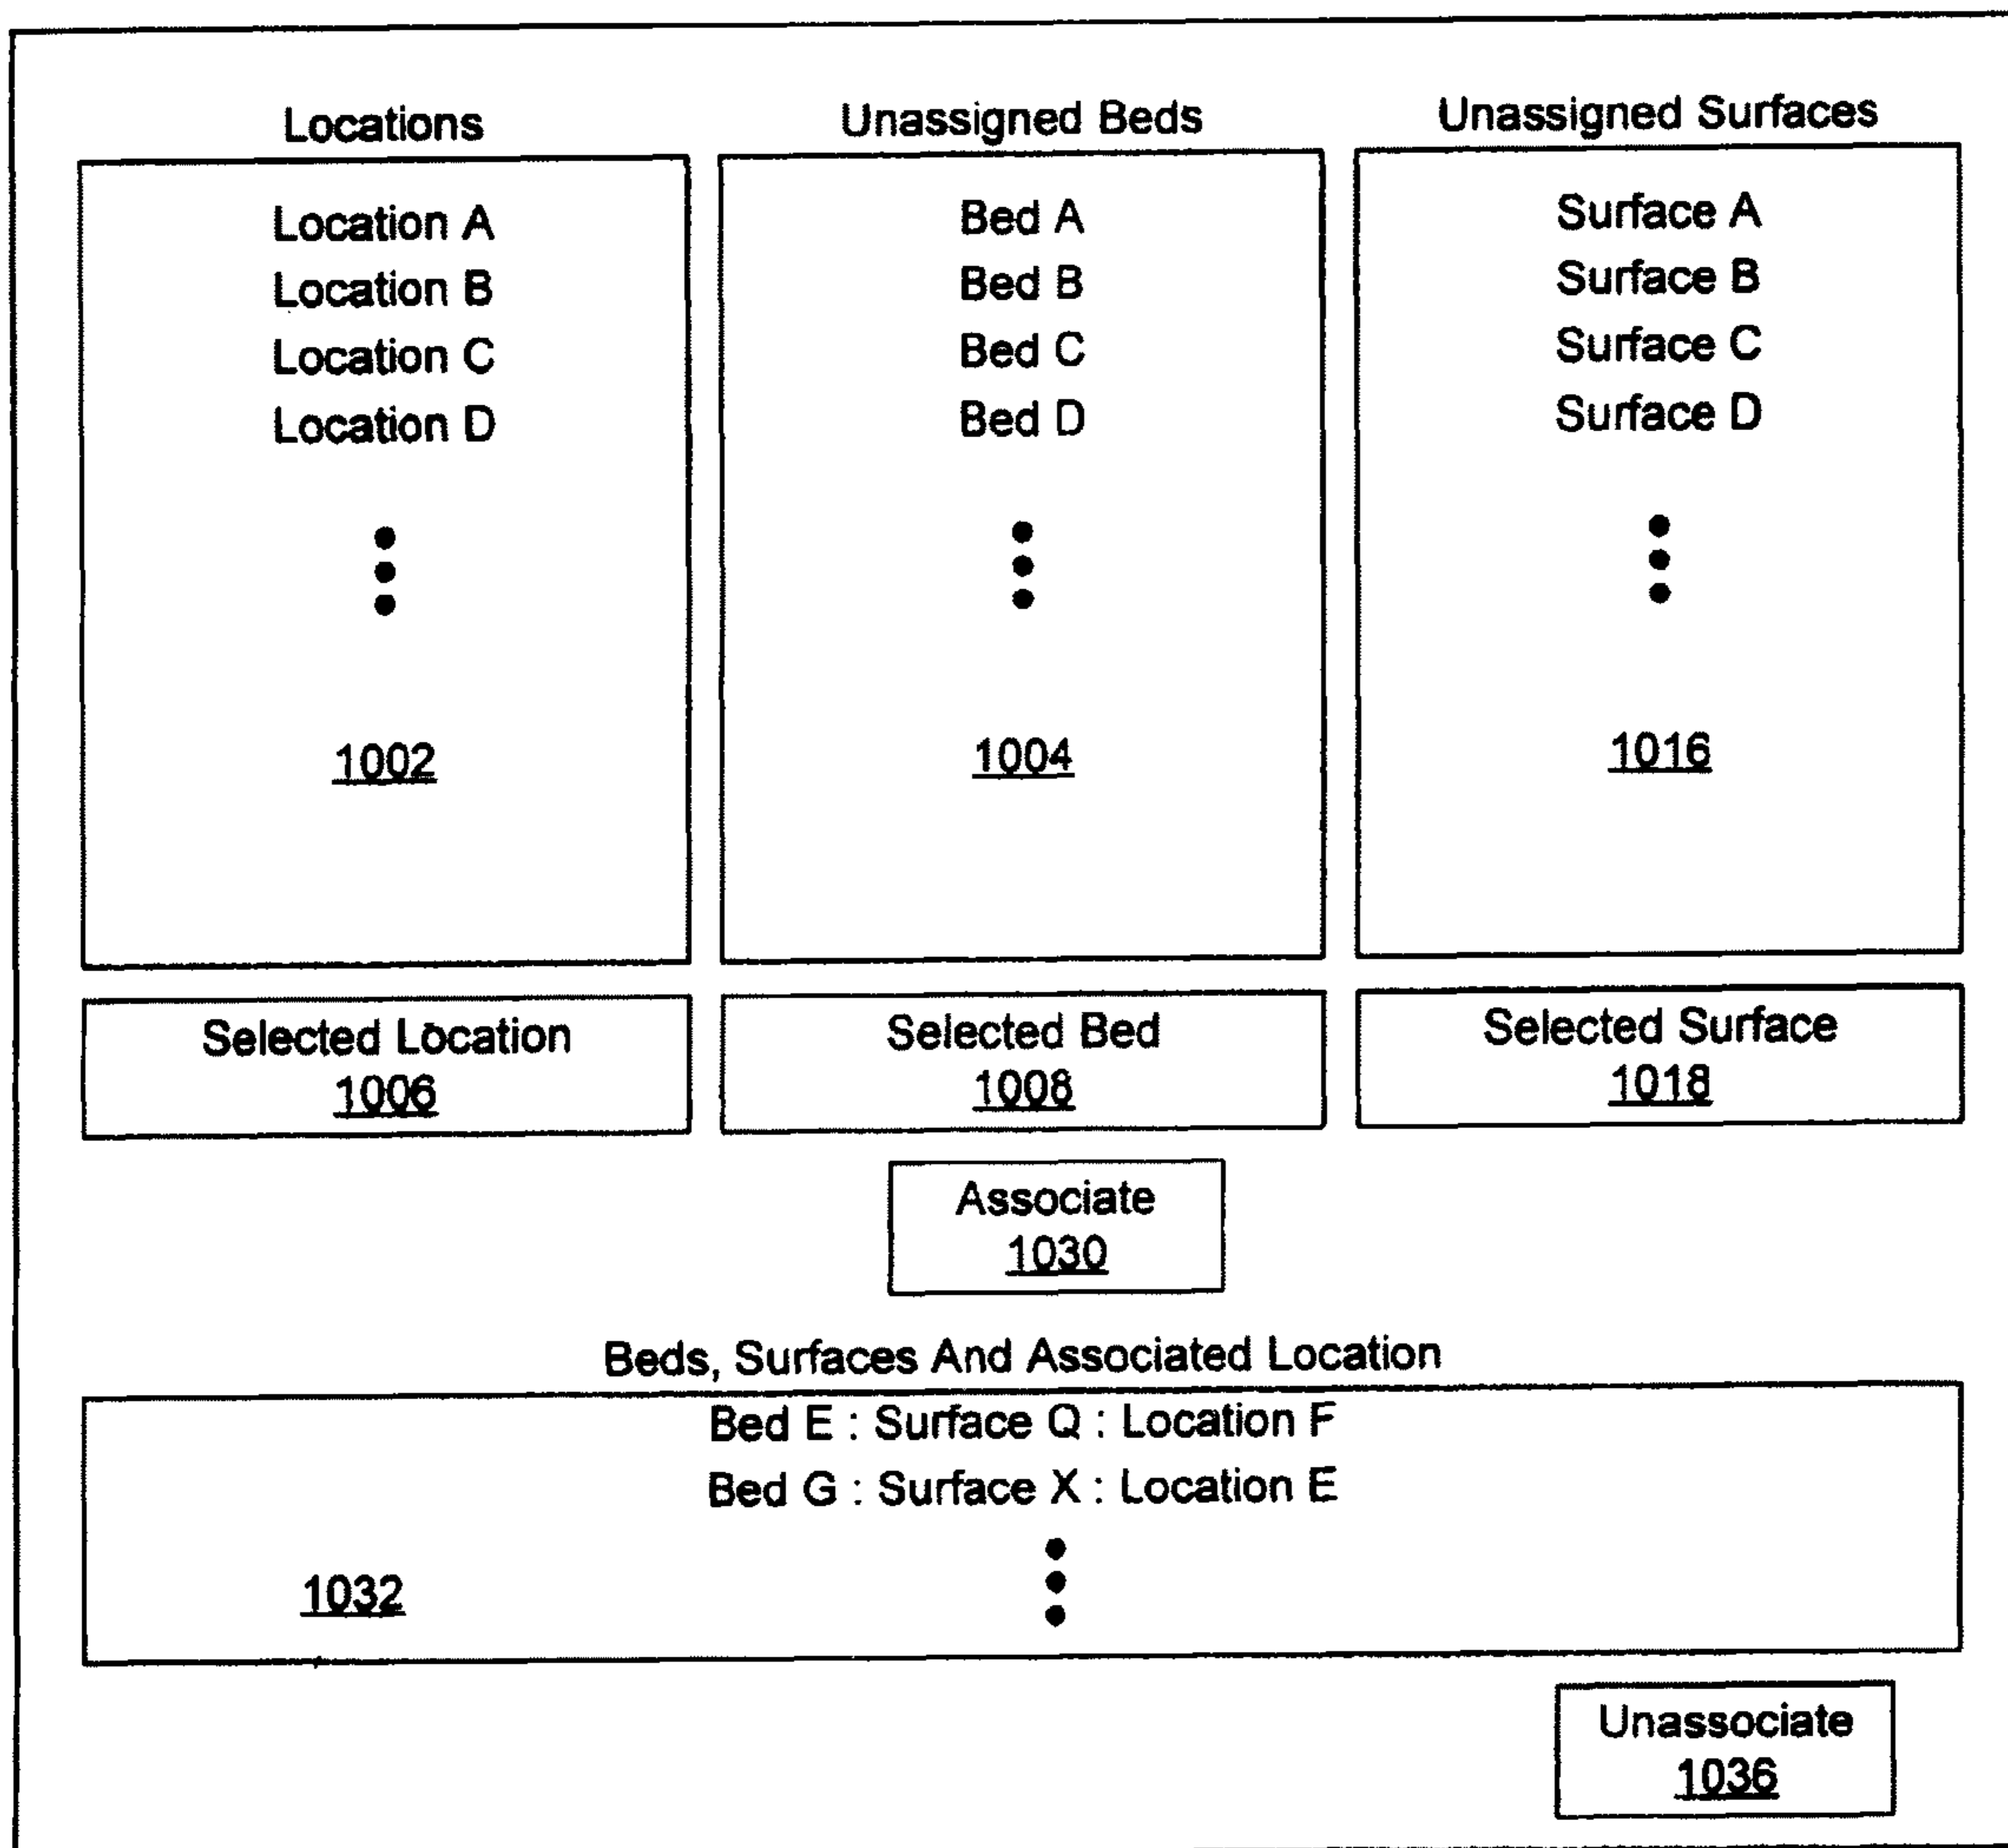 Locations
Location A
Location B
Location C
Location D
1002
Unassigned Beds
Bed A
Bed B
Bed C
Bed D
1004
Unassigned Surfaces
Surface A
Surface B
Surface C
Surface D
1016
Selected Location
1006
Selected Bed
1008
Selected Surface
1018
Associate
1030
Beds, Surfaces And Associated Location
Bed E : Surface Q : Location F
Bed G : Surface X : Location E
1032
Unassociate
1036